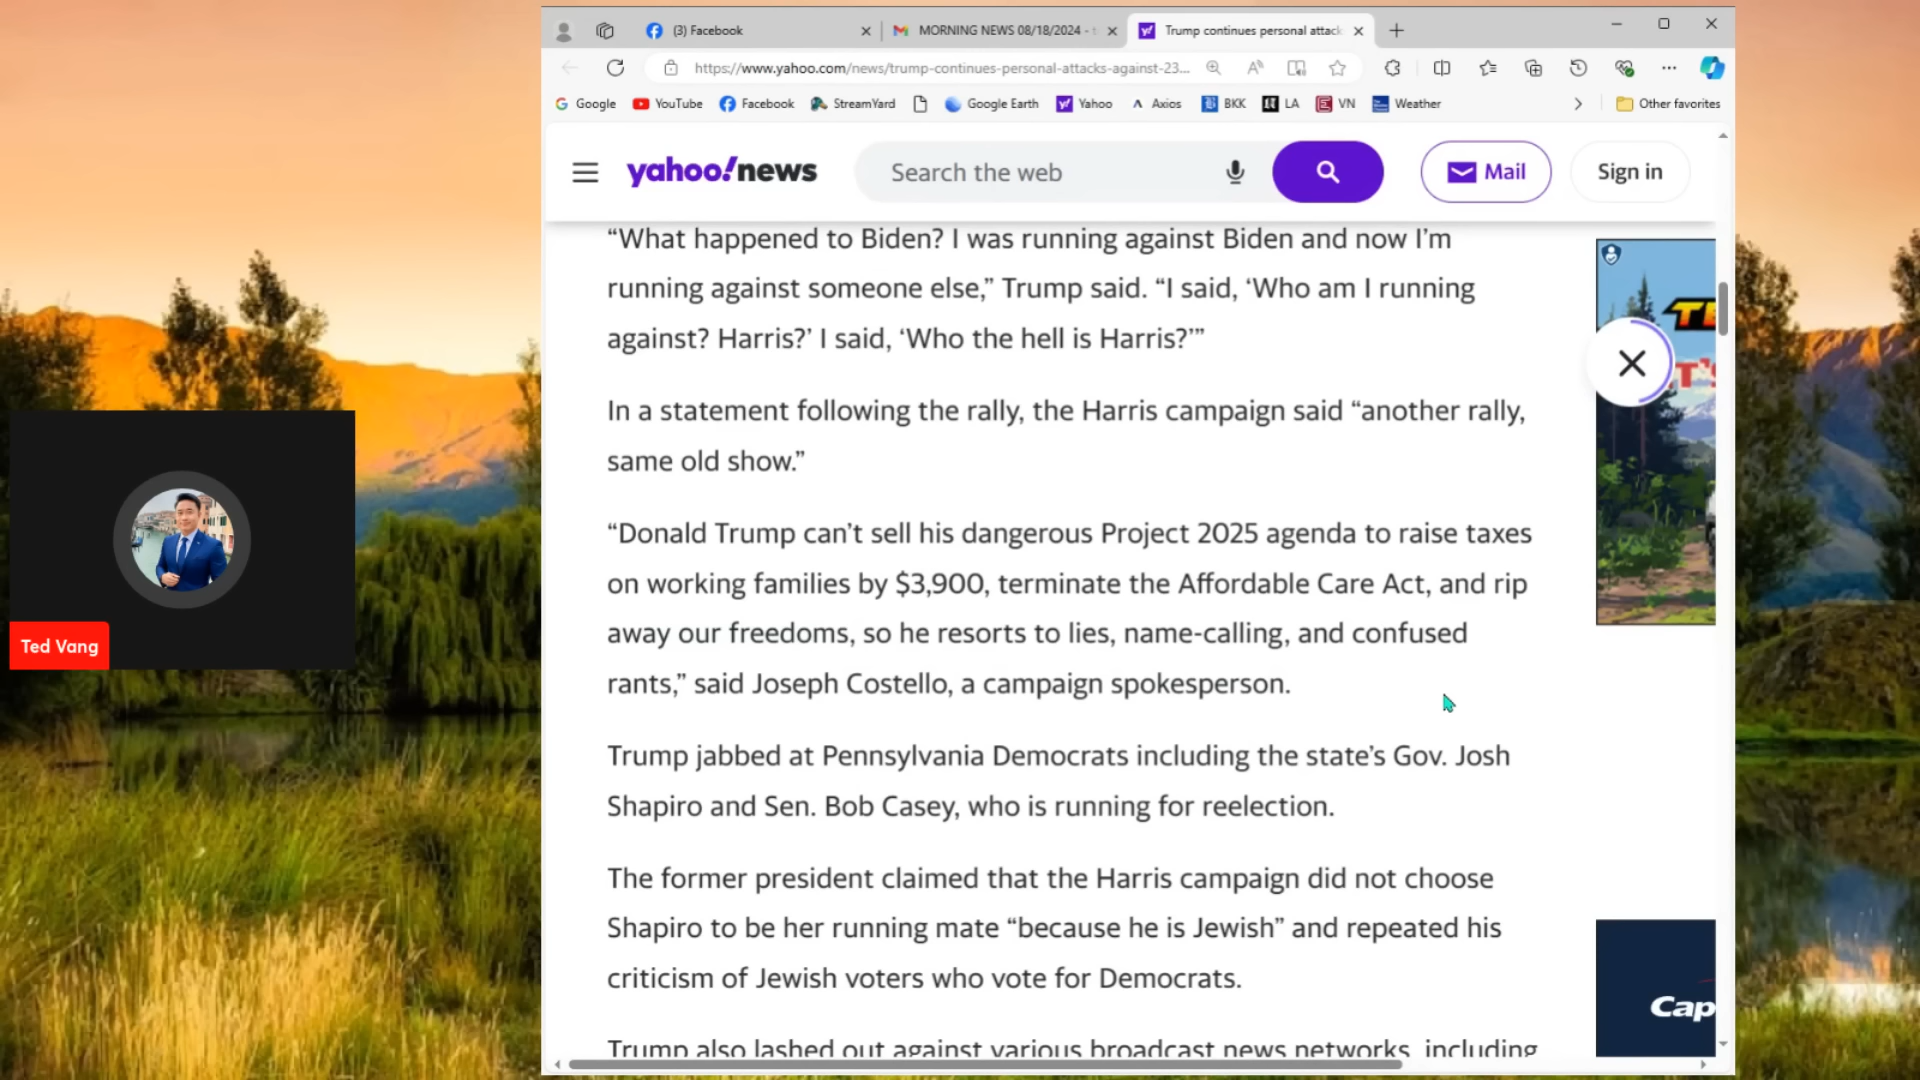 (3) Facebook
MORNING NEWS 08/18/2024 -
Trump continues personal attack
https://www.yahoo.com/news/trump-continues-personal-attacks-against-23...
Google YouTube Facebook StreamYard Google Earth Yahoo Axios BKK LA VN Weather Other favorites
yahoo!news
Search the web
Mail
Sign in
“What happened to Biden? I was running against Biden and now I’m
running against someone else,” Trump said. “I said, ‘Who am I running
against? Harris?’ I said, ‘Who the hell is Harris?’”
In a statement following the rally, the Harris campaign said “another rally,
same old show.”
“Donald Trump can’t sell his dangerous Project 2025 agenda to raise taxes
on working families by $3,900, terminate the Affordable Care Act, and rip
away our freedoms, so he resorts to lies, name-calling, and confused
rants,” said Joseph Costello, a campaign spokesperson.
Trump jabbed at Pennsylvania Democrats including the state’s Gov. Josh
Shapiro and Sen. Bob Casey, who is running for reelection.
The former president claimed that the Harris campaign did not choose
Shapiro to be her running mate “because he is Jewish” and repeated his
criticism of Jewish voters who vote for Democrats.
Trump also lashed out against various broadcast news networks, including
Ted Vang
Cap